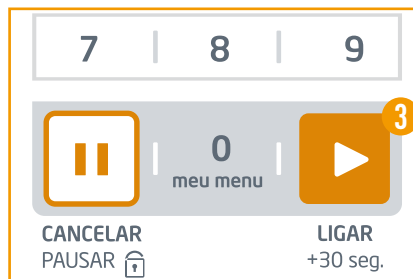 7 8 9
3
0
meu menu
CANCELAR LIGAR
PAUSAR +30 seg.